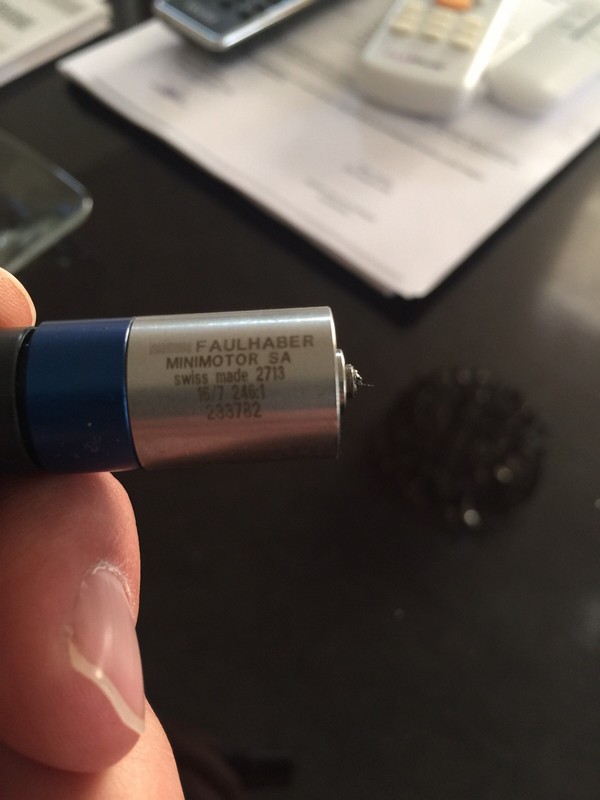 FAULHABER
MINIMOTOR SA
swiss made 2713
16/7 246:1
233782